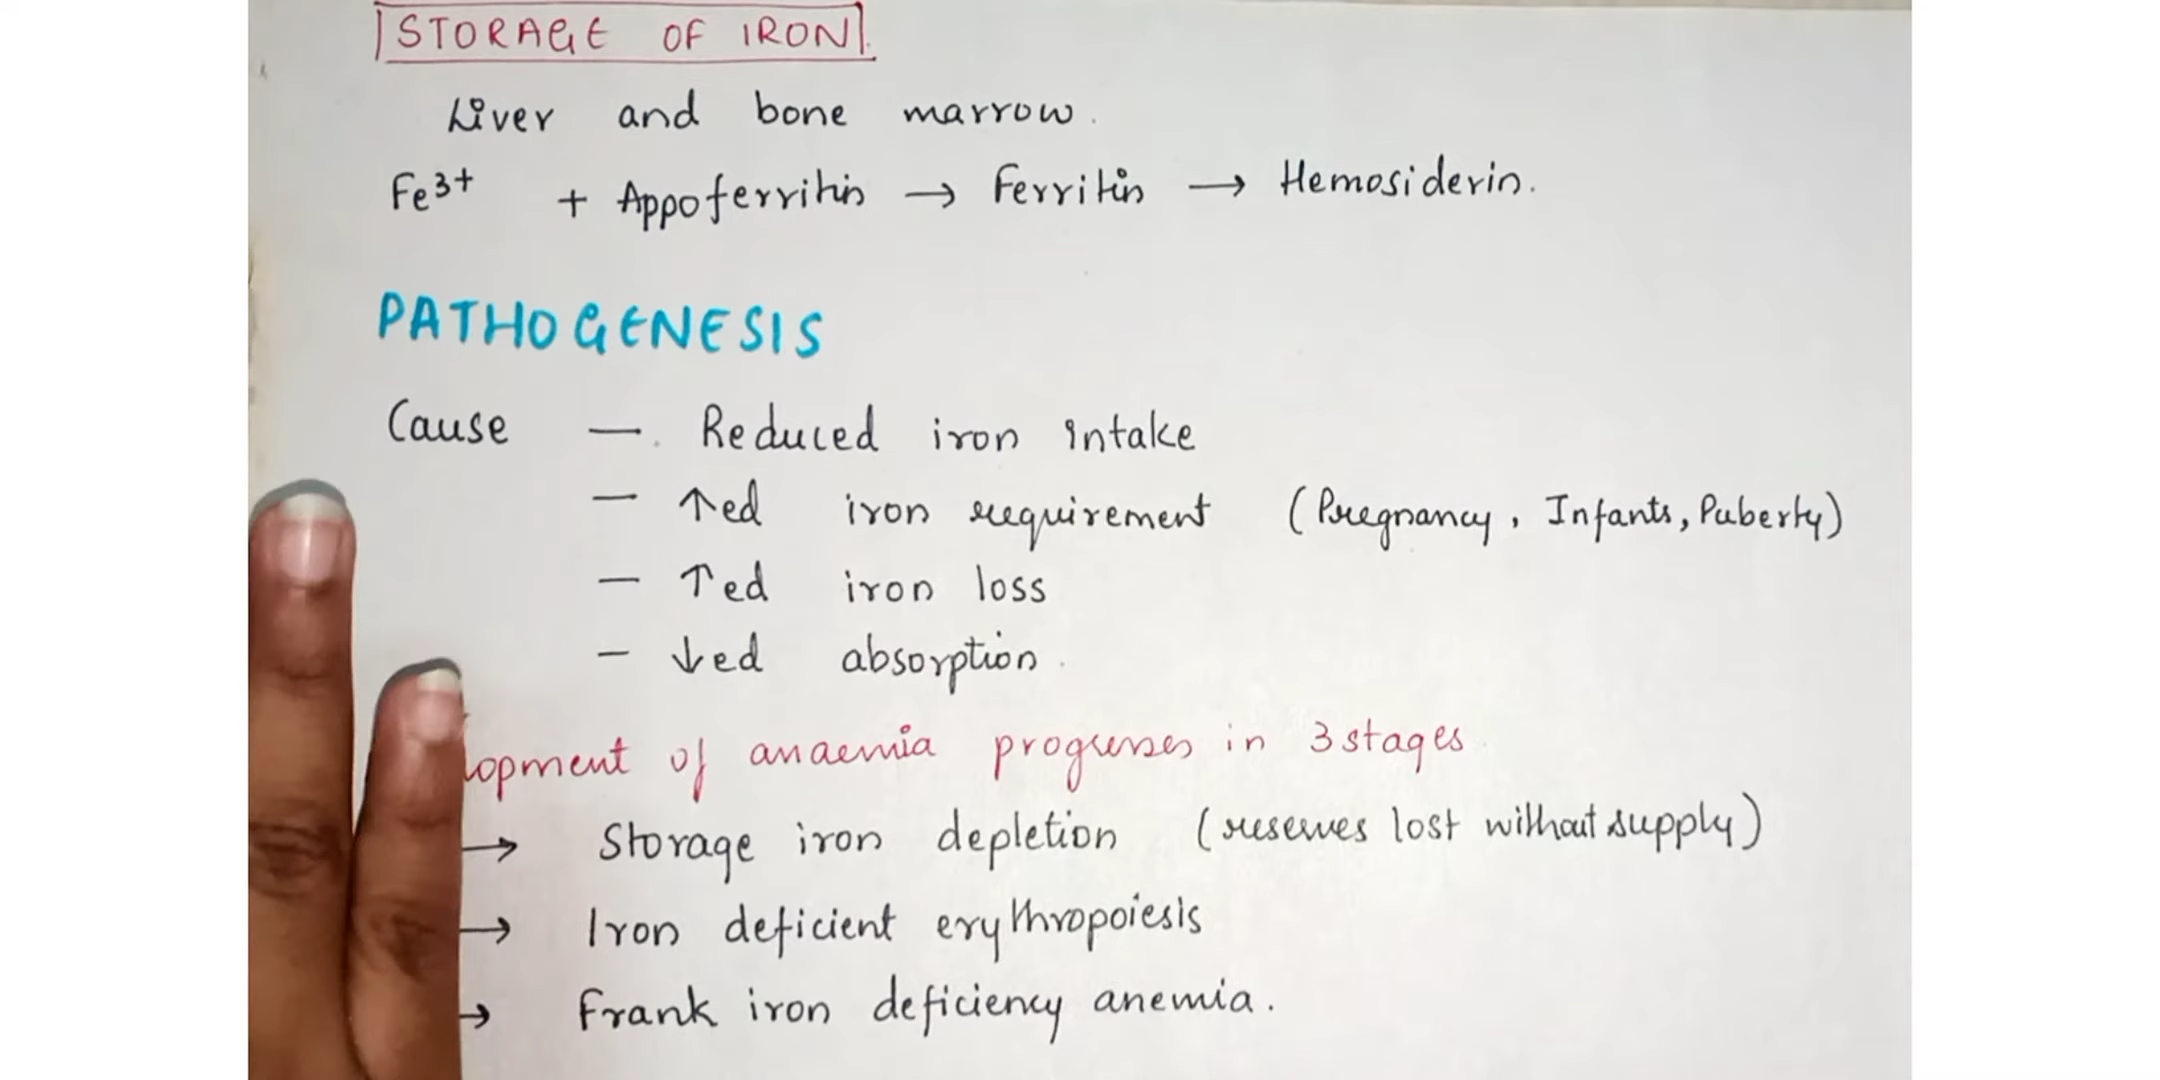 STORAGE OF IRON
Liver and bone marrow.
Fe3+ + Appoferritin → Ferritin → Hemosiderin.
PATHOGENESIS
Cause — Reduced iron intake
— ↑ed iron requirement (Pregnancy, Infants, Puberty)
— ↑ed iron loss
— ↓ed absorption.
lopment of anaemia progresses in 3 stages
→ Storage iron depletion (reserves lost without supply)
→ Iron deficient erythropoiesis
→ Frank iron deficiency anemia.